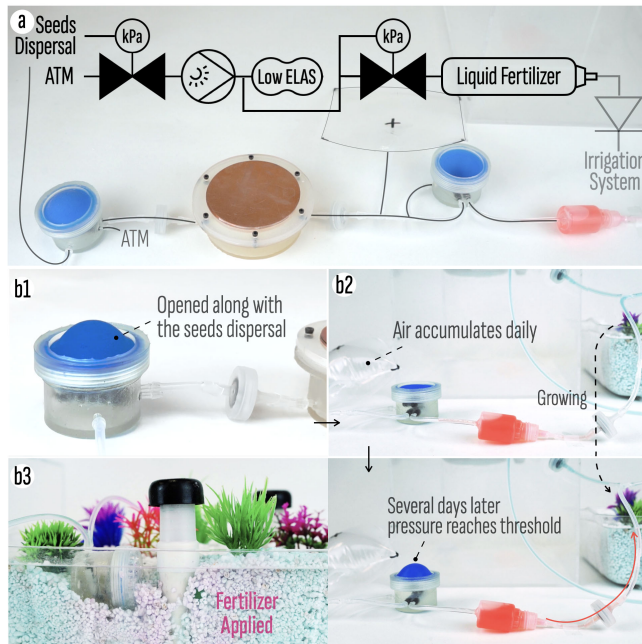 a
Seeds
Dispersal
kPa
kPa
ATM
Low ELAS
Liquid Fertilizer
Irrigation
System
ATM
b1
Opened along with
the seeds dispersal
b2
Air accumulates daily
Growing
b3
Fertilizer
Applied
Several days later
pressure reaches threshold